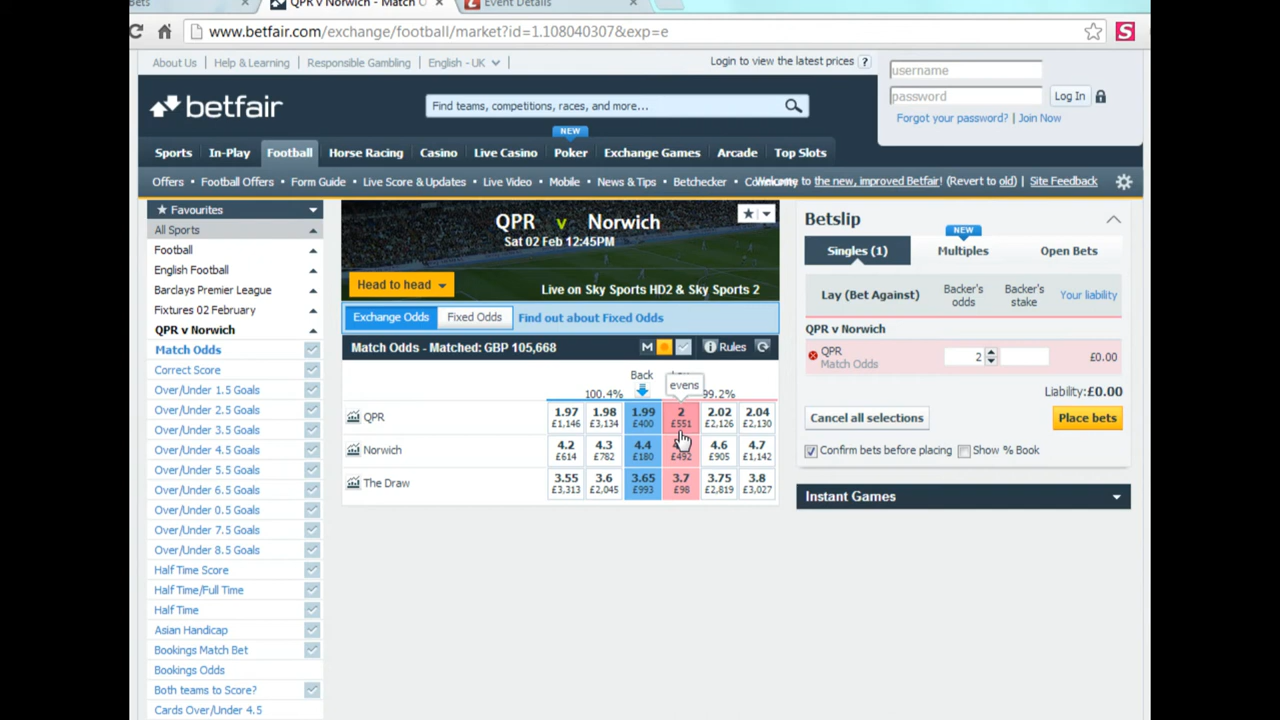 Bets
QPR v Norwich - Match O
Event Details
www.betfair.com/exchange/football/market?id=1.108040307&exp=e
S
About Us | Help & Learning | Responsible Gambling | English - UK |
Login to view the latest prices ?
username
password
Log In
Forgot your password? | Join Now
betfair
Find teams, competitions, races, and more...
NEW
Sports In-Play Football Horse Racing Casino Live Casino Poker Exchange Games Arcade Top Slots
Offers • Football Offers • Form Guide • Live Score & Updates • Live Video • Mobile • News & Tips • Betchecker •
Welcome to the new, improved Betfair! (Revert to old) | Site Feedback
Favourites
All Sports
Football
English Football
Barclays Premier League
Fixtures 02 February
QPR v Norwich
Match Odds
Correct Score
Over/Under 1.5 Goals
Over/Under 2.5 Goals
Over/Under 3.5 Goals
Over/Under 4.5 Goals
Over/Under 5.5 Goals
Over/Under 6.5 Goals
Over/Under 0.5 Goals
Over/Under 7.5 Goals
Over/Under 8.5 Goals
Half Time Score
Half Time/Full Time
Half Time
Asian Handicap
Bookings Match Bet
Bookings Odds
Both teams to Score?
Cards Over/Under 4.5
QPR v Norwich
Sat 02 Feb 12:45PM
Head to head
Live on Sky Sports HD2 & Sky Sports 2
Exchange Odds Fixed Odds Find out about Fixed Odds
Match Odds - Matched: GBP 105,668
M Rules
Back
evens
100.4% 99.2%
QPR 1.97 1.98 1.99 2 2.02 2.04
£1,146 £3,134 £400 £551 £2,126 £2,130
Norwich 4.2 4.3 4.4 4.6 4.7
£614 £782 £180 £492 £905 £1,142
The Draw 3.55 3.6 3.65 3.7 3.75 3.8
£3,313 £2,045 £993 £98 £2,819 £3,027
Betslip
NEW
Singles (1) Multiples Open Bets
Lay (Bet Against) Backer's odds Backer's stake Your liability
QPR v Norwich
QPR 2 £0.00
Match Odds
Liability: £0.00
Cancel all selections Place bets
Confirm bets before placing Show % Book
Instant Games